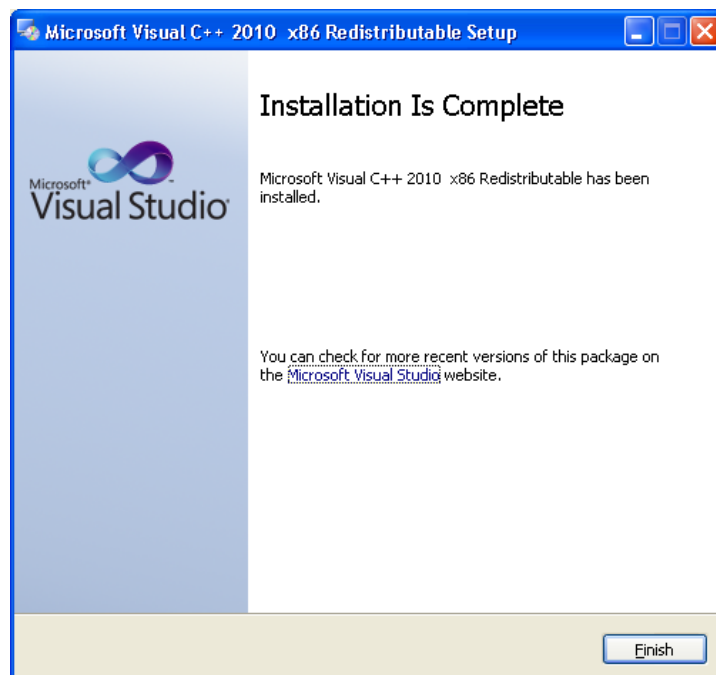 Microsoft Visual C++ 2010  x86 Redistributable Setup
Installation Is Complete
Microsoft®
Visual Studio®
Microsoft Visual C++ 2010  x86 Redistributable has been
installed.
You can check for more recent versions of this package on
the Microsoft Visual Studio website.
Finish